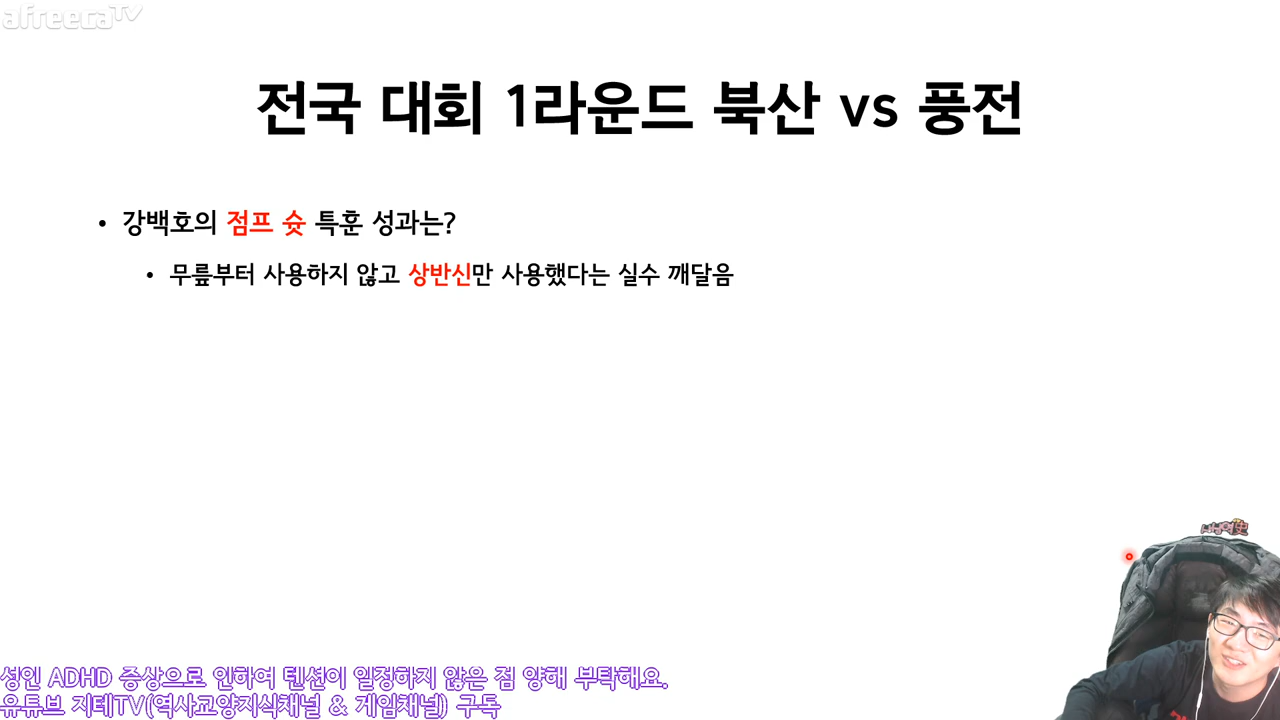 afreecaTV
전국 대회 1라운드 북산 vs 풍전
• 강백호의 점프 슛 특훈 성과는?
• 무릎부터 사용하지 않고 상반신만 사용했다는 실수 깨달음
성인 ADHD 증상으로 인하여 텐션이 일정하지 않은 점 양해 부탁해요.
유튜브 지테TV(역사교양지식채널 & 게임채널) 구독